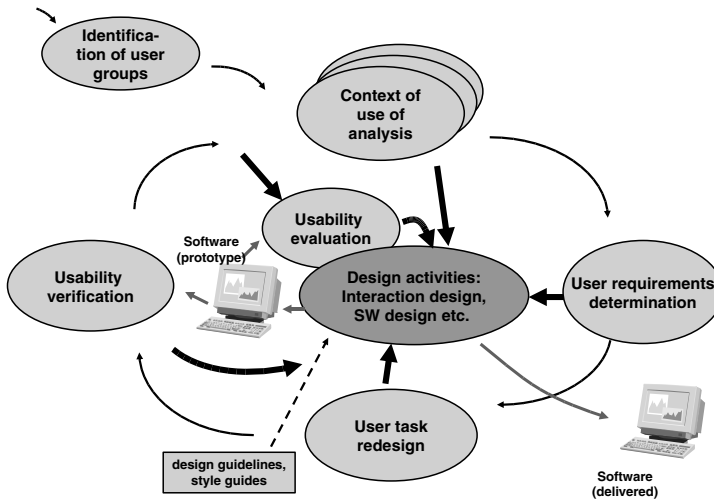 Identifica-
tion of user
groups
Context of
use of
analysis
Usability
evaluation
Software
(prototype)
Usability
verification
Design activities:
Interaction design,
SW design etc.
User requirements
determination
User task
redesign
design guidelines,
style guides
Software
(delivered)